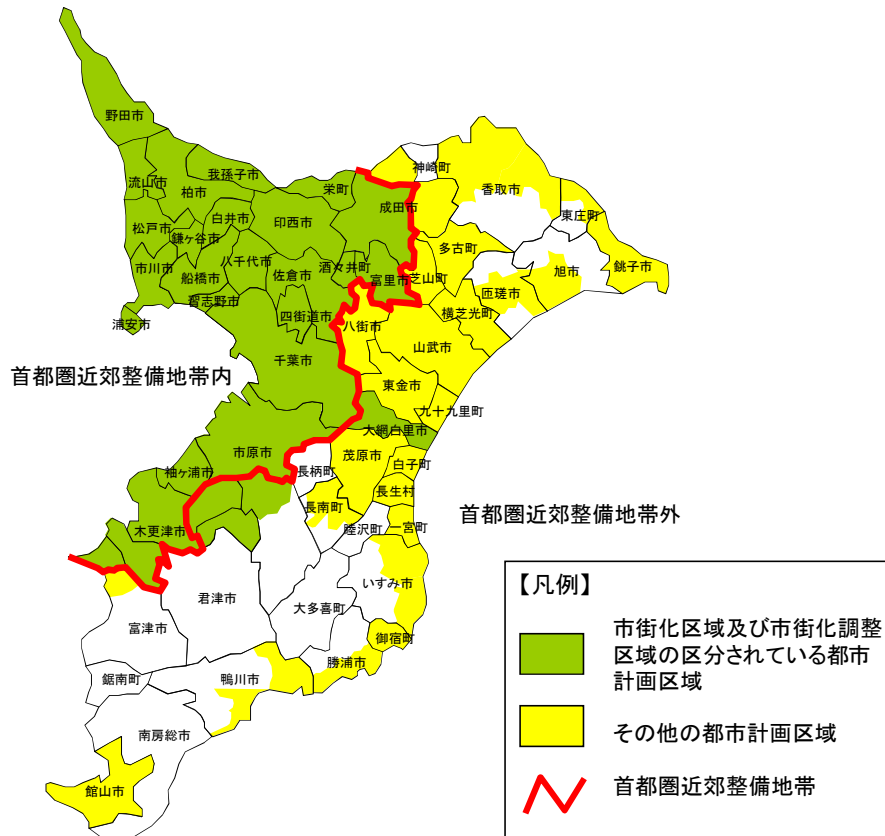 野田市
流山市
柏市
我孫子市
栄町
神崎町
香取市
成田市
東庄町
松戸市
鎌ヶ谷市
白井市
印西市
多古町
市川市
船橋市
八千代市
佐倉市
酒々井町
富里市
芝山町
匝瑳市
旭市
銚子市
習志野市
浦安市
四街道市
八街市
横芝光町
山武市
千葉市
首都圏近郊整備地帯内
東金市
九十九里町
大網白里市
市原市
茂原市
白子町
長柄町
袖ヶ浦市
長生村
長南町
首都圏近郊整備地帯外
木更津市
睦沢町
一宮町
いすみ市
君津市
大多喜町
富津市
御宿町
勝浦市
鋸南町
鴨川市
南房総市
館山市
【凡例】
市街化区域及び市街化調整
区域の区分されている都市
計画区域
その他の都市計画区域
首都圏近郊整備地帯